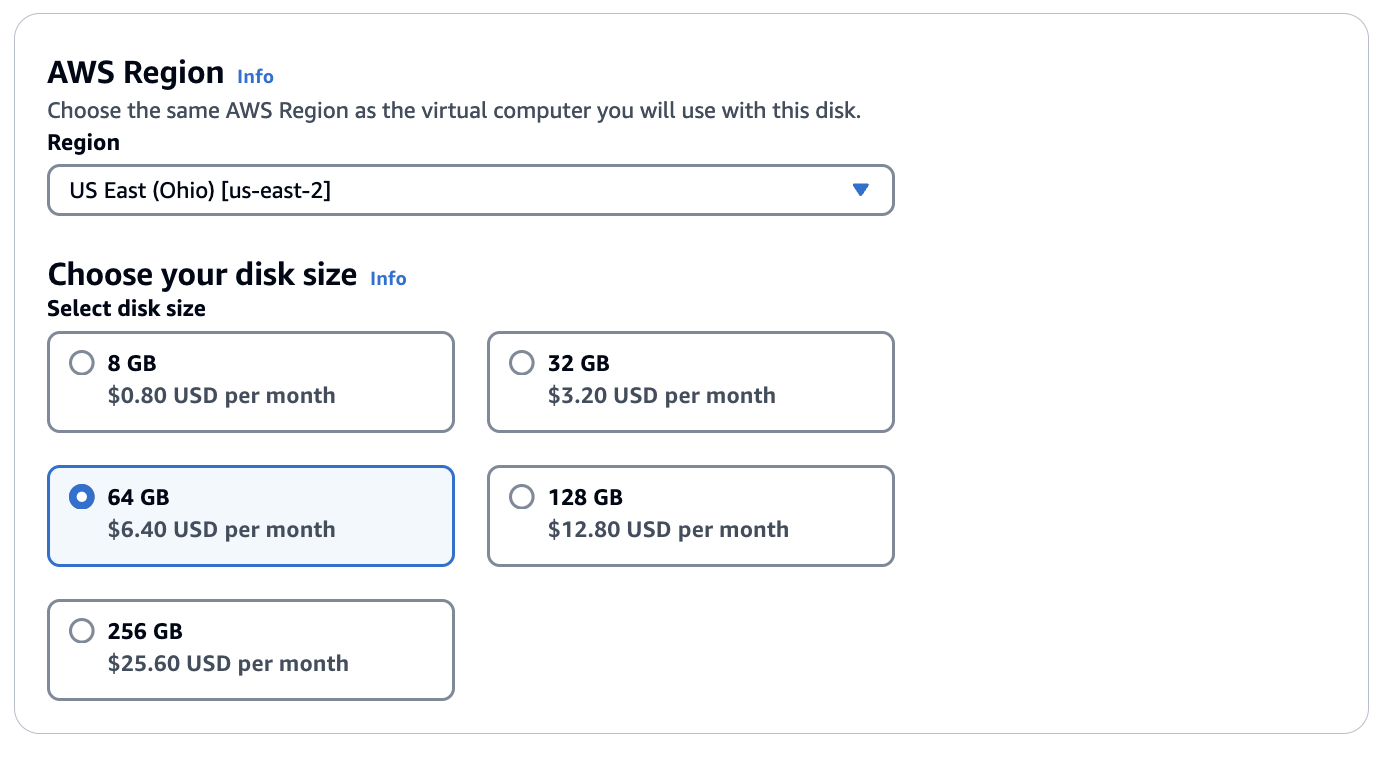 AWS Region Info
Choose the same AWS Region as the virtual computer you will use with this disk.
Region
US East (Ohio) [us-east-2]
Choose your disk size Info
Select disk size
8 GB
$0.80 USD per month
32 GB
$3.20 USD per month
64 GB
$6.40 USD per month
128 GB
$12.80 USD per month
256 GB
$25.60 USD per month